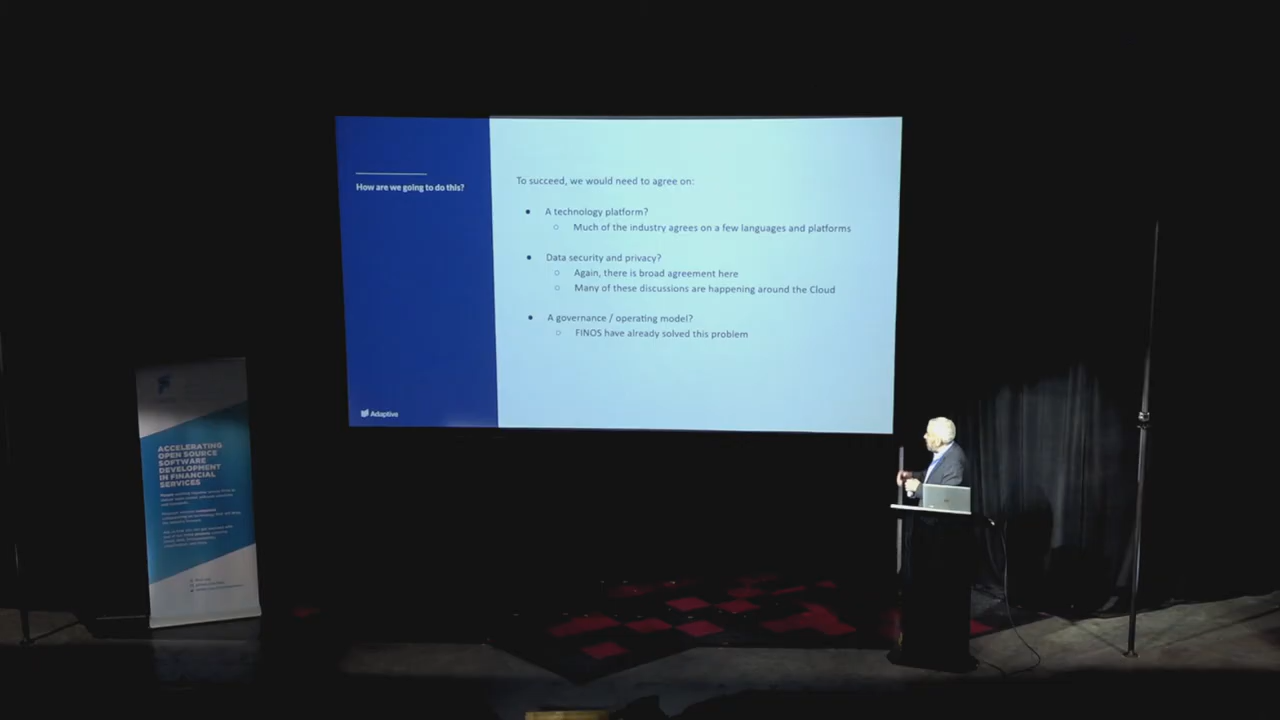 How are we going to do this?
To succeed, we would need to agree on:
● A technology platform?
○ Much of the industry agrees on a few languages and platforms
● Data security and privacy?
○ Again, there is broad agreement here
○ Many of these discussions are happening around the Cloud
● A governance / operating model?
○ FINOS have already solved this problem
Adaptive
ACCELERATING
OPEN SOURCE
SOFTWARE
DEVELOPMENT
IN FINANCIAL
SERVICES